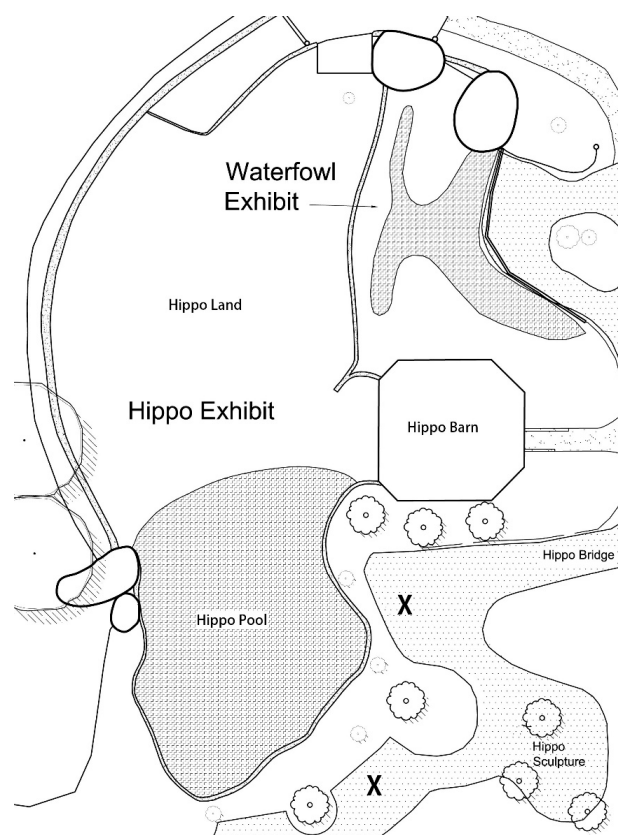 Waterfowl
Exhibit
Hippo Land
Hippo Exhibit
Hippo Barn
Hippo Bridge
X
Hippo Pool
Hippo
Sculpture
X